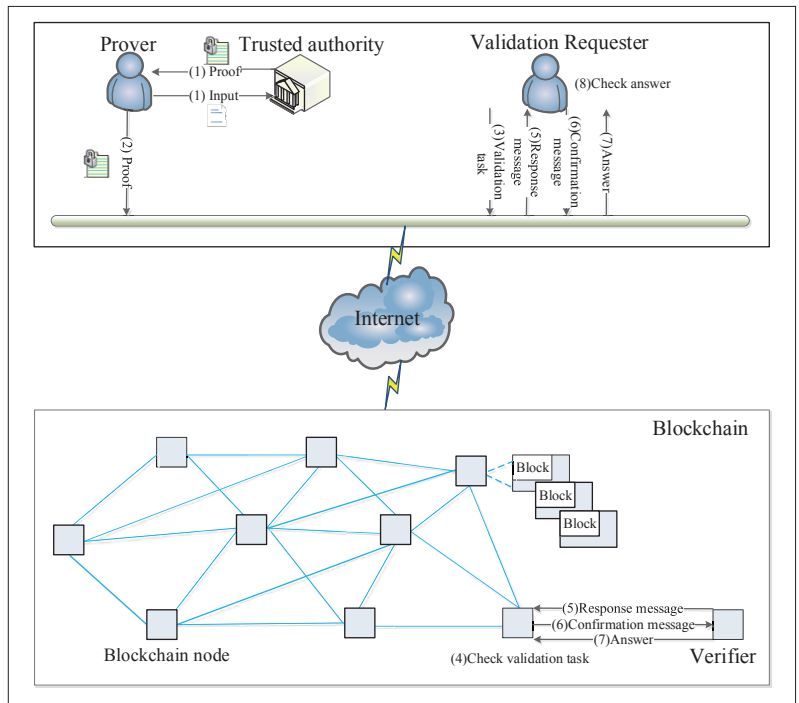 Prover
Trusted authority
Validation Requester
(1) Proof
(1) Input
(2) Proof
(8)Check answer
(3)Validation
task
(5)Response
message
(6)Confirmation
message
(7)Answer
Internet
Blockchain
Block
Block
Block
(5)Response message
(6)Confirmation message
(7)Answer
Blockchain node
(4)Check validation task
Verifier